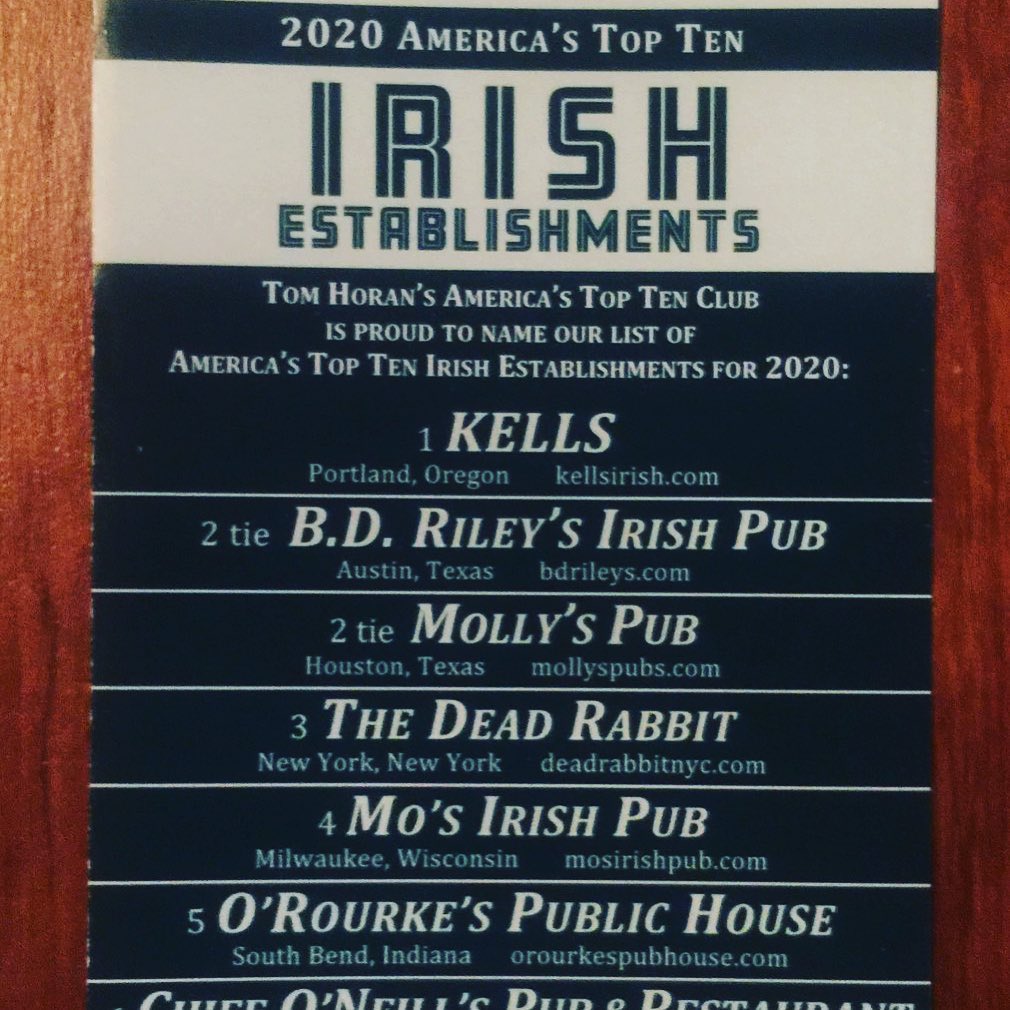 2020 America's Top Ten
IRISH
ESTABLISHMENTS
Tom Horan's America's Top Ten Club
is proud to name our list of
America's Top Ten Irish Establishments for 2020:
1 KELLS
Portland, Oregon kellsirish.com
2 tie B.D. Riley's Irish Pub
Austin, Texas bdrileys.com
2 tie Molly's Pub
Houston, Texas mollyspubs.com
3 The Dead Rabbit
New York, New York deadrabbitnyc.com
4 Mo's Irish Pub
Milwaukee, Wisconsin mosirishpub.com
5 O'Rourke's Public House
South Bend, Indiana orourkespubhouse.com
Chief O'Neill's Pub & Restaurant